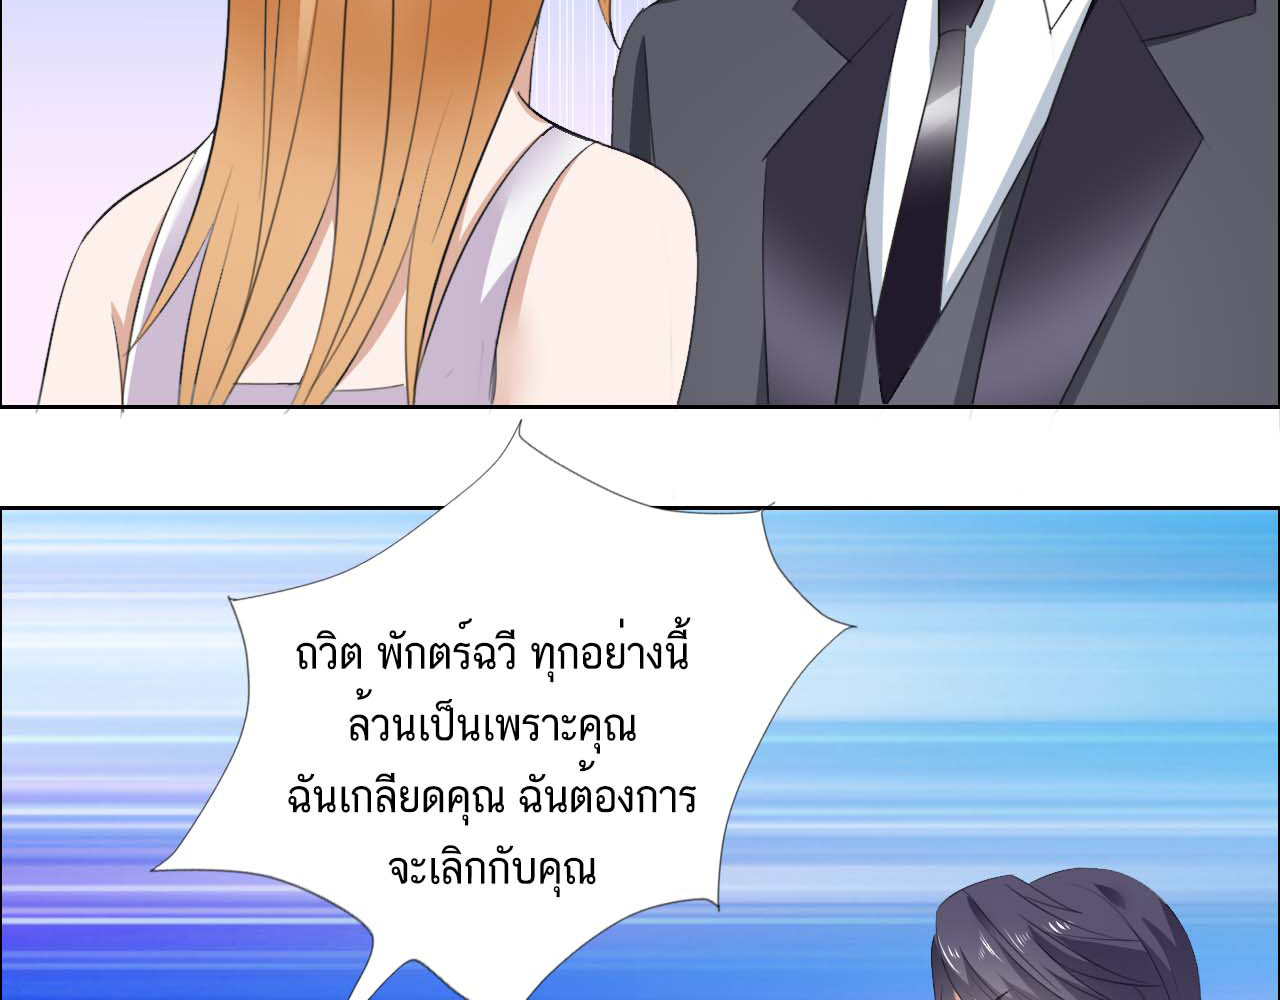 ถวิต พักตร์ฉวี ทุกอย่างนี้
ล้วนเป็นเพราะคุณ
ฉันเกลียดคุณ ฉันต้องการ
จะเลิกกับคุณ